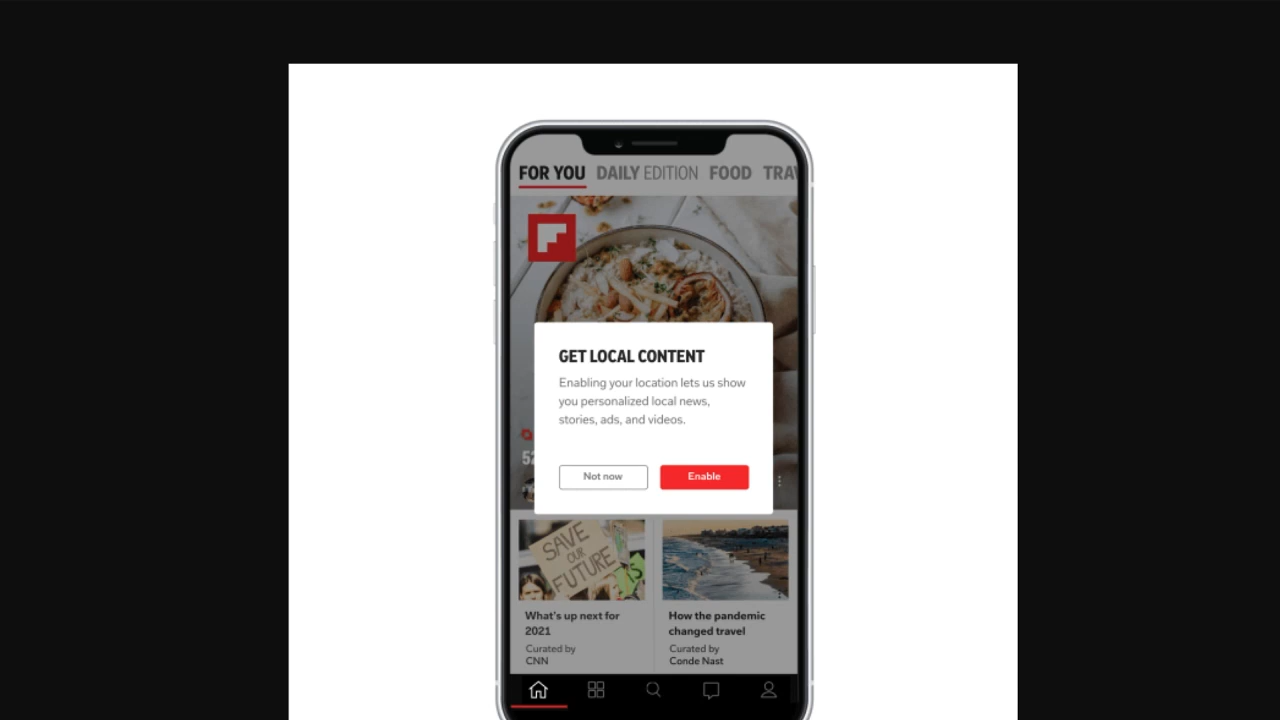 FOR YOU DAILY EDITION FOOD
GET LOCAL CONTENT
Enabling your location lets us show
you personalized local news,
stories, ads, and videos.
Not now Enable
SAVE
OUR
FUTURE
What's up next for
2021
Curated by
CNN
How the pandemic
changed travel
Curated by
Conde Nast